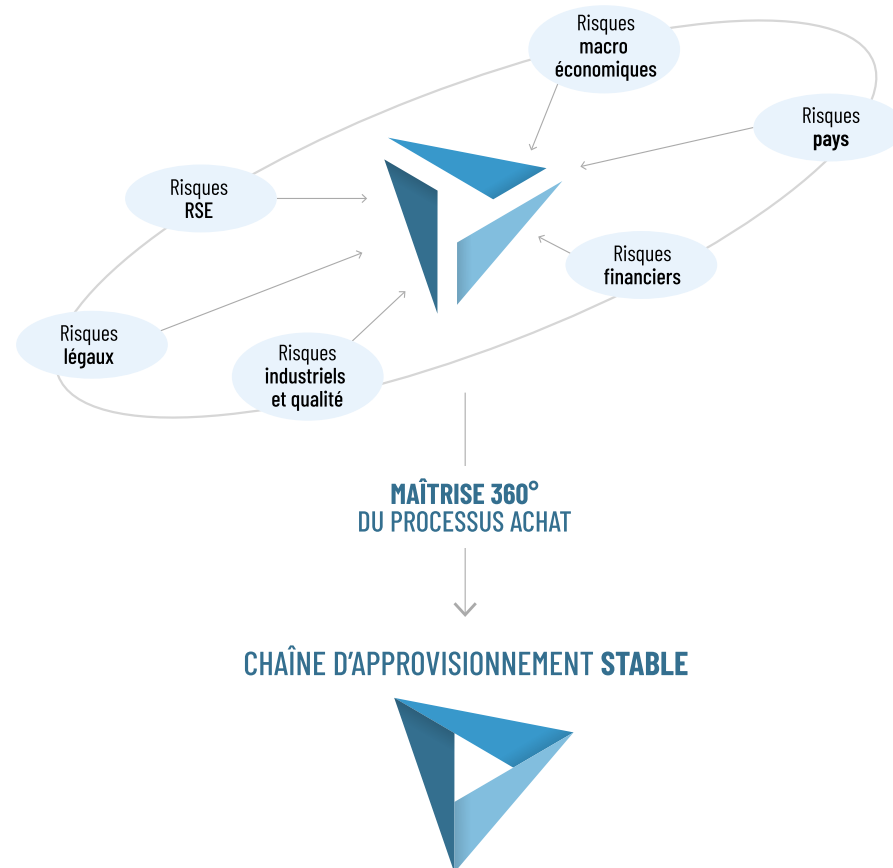 Risques
macro
économiques
Risques
pays
Risques
RSE
Risques
financiers
Risques
légaux
Risques
industriels
et qualité
MAÎTRISE 360°
DU PROCESSUS ACHAT
CHAÎNE D’APPROVISIONNEMENT STABLE